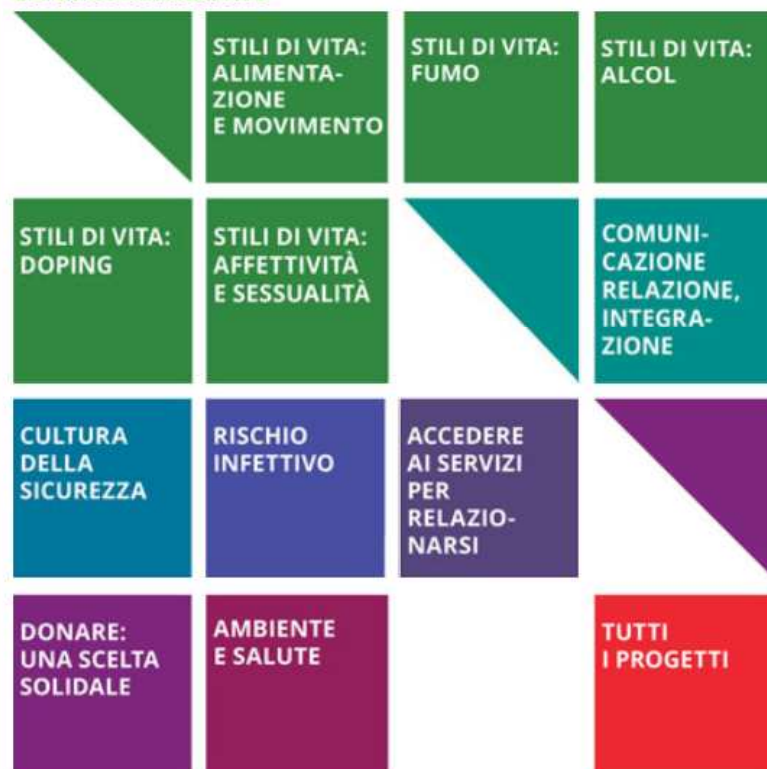 STILI DI VITA:
ALIMENTA-
ZIONE
E MOVIMENTO
STILI DI VITA:
FUMO
STILI DI VITA:
ALCOL
STILI DI VITA:
DOPING
STILI DI VITA:
AFFETTIVITÀ
E SESSUALITÀ
COMUNI-
CAZIONE
RELAZIONE,
INTEGRA-
ZIONE
CULTURA
DELLA
SICUREZZA
RISCHIO
INFETTIVO
ACCEDERE
AI SERVIZI
PER
RELAZIO-
NARSI
DONARE:
UNA SCELTA
SOLIDALE
AMBIENTE
E SALUTE
TUTTI
I PROGETTI